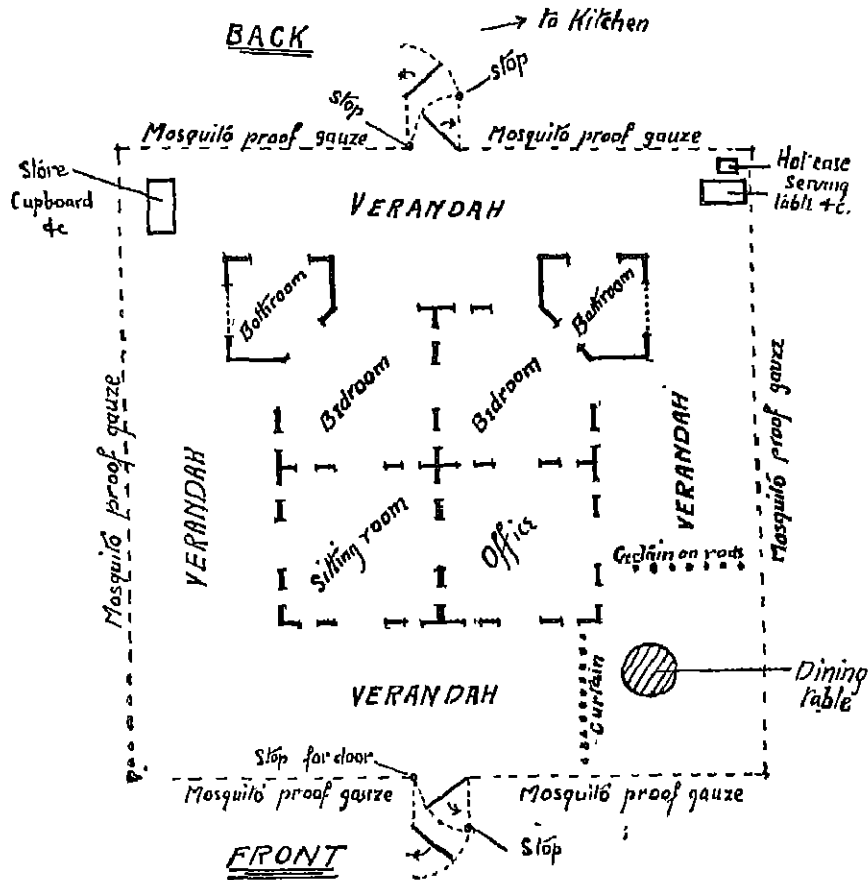 BACK
→ to Kitchen
stop
stop
Mosquito proof gauze
Mosquito proof gauze
Store
Cupboard
&c
Hot case
Serving
table &c.
VERANDAH
Bathroom
Bathroom
Bedroom
Bedroom
Mosquito proof gauze
VERANDAH
VERANDAH
Mosquito proof gauze
Sitting room
Office
Curtain on rods
VERANDAH
Curtain
Dining
table
Stop for door
Mosquito proof gauze
Mosquito proof gauze
Stop
FRONT